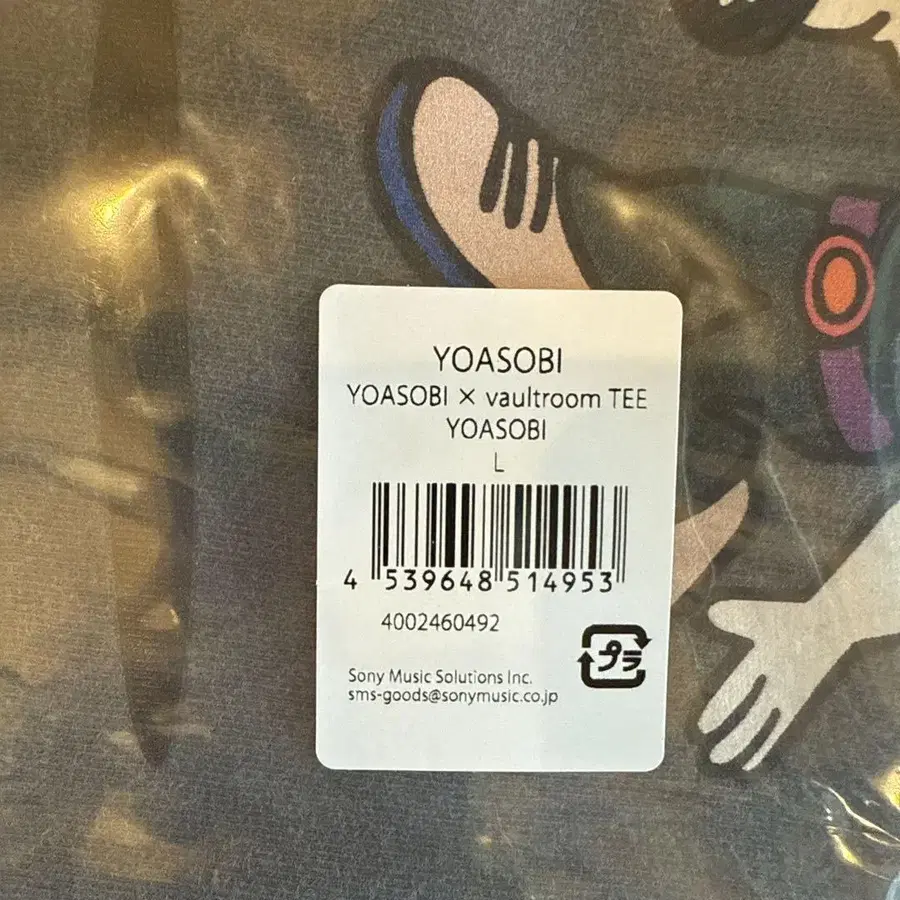 YOASOBI
YOASOBI × vaultroom TEE
YOASOBI
L
4 539648 514953
4002460492
プラ
Sony Music Solutions Inc.
sms-goods@sonymusic.co.jp